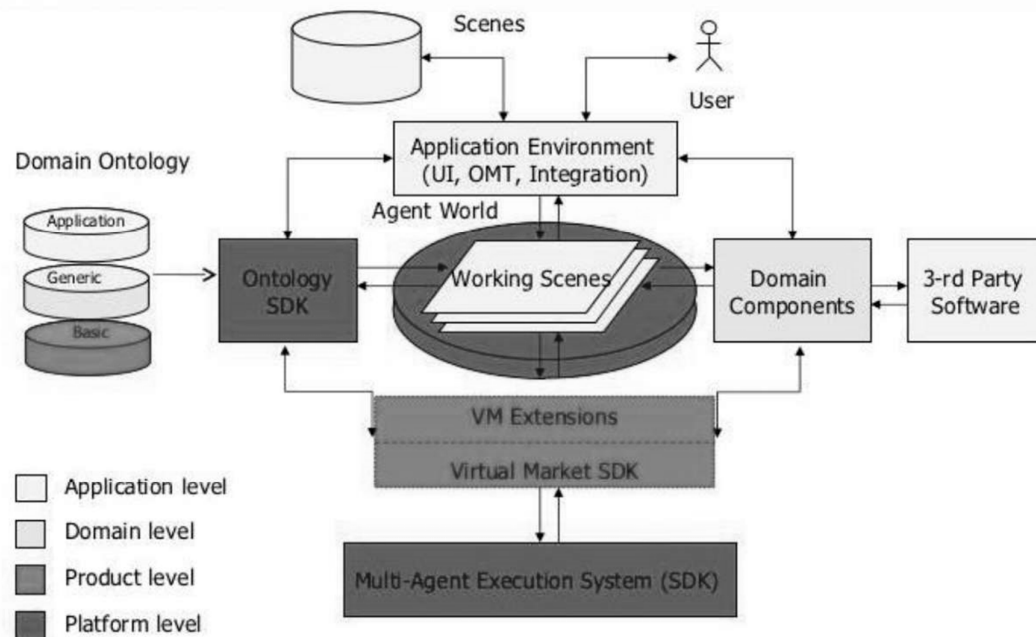 Scenes
User
Application Environment
(UI, OMT, Integration)
Domain Ontology
Application
Generic
Basic
Agent World
Ontology
SDK
Working Scenes
Domain
Components
3-rd Party
Software
VM Extensions
Virtual Market SDK
Multi-Agent Execution System (SDK)
Application level
Domain level
Product level
Platform level